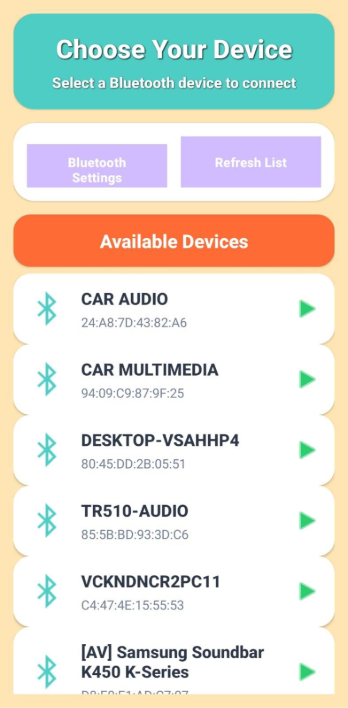 Choose Your Device
Select a Bluetooth device to connect
Bluetooth
Settings
Refresh List
Available Devices
CAR AUDIO
24:A8:7D:43:82:A6
CAR MULTIMEDIA
94:09:C9:87:9F:25
DESKTOP-VSAHHP4
80:45:DD:2B:05:51
TR510-AUDIO
85:5B:BD:93:3D:C6
VCKNDNCR2PC11
C4:47:4E:15:55:53
[AV] Samsung Soundbar
K450 K-Series